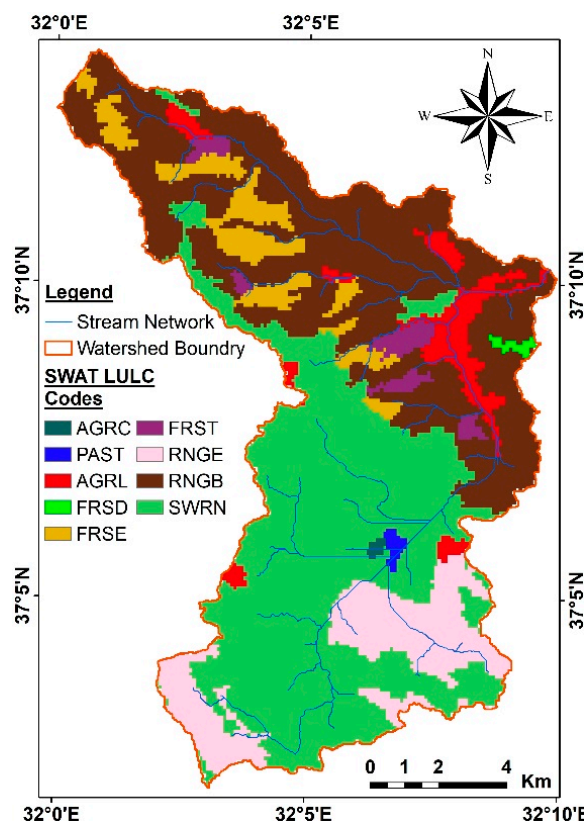 32°0'E 32°5'E
N
W E
S
37°10'N 37°10'N
Legend
Stream Network
Watershed Boundry
SWAT LULC
Codes
AGRC FRST
PAST RNGE
AGRL RNGB
FRSD SWRN
FRSE
37°5'N 37°5'N
0 1 2 4
Km
32°0'E 32°5'E 32°10'E